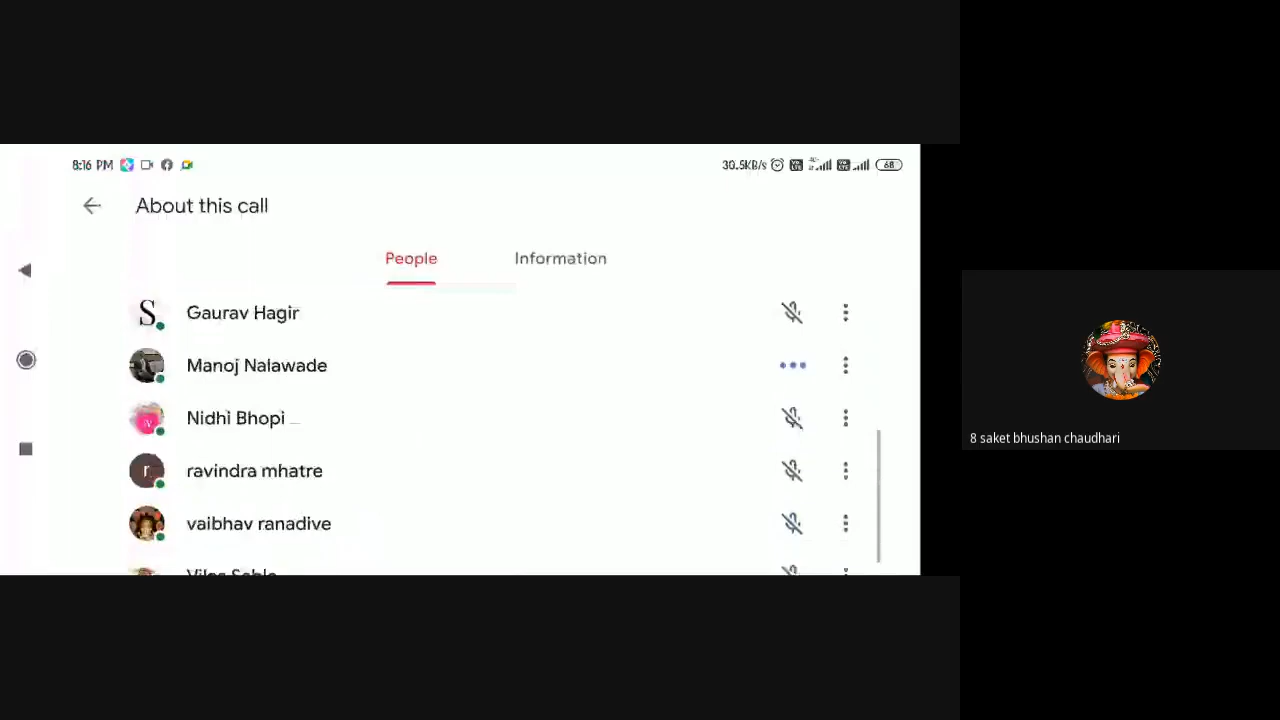 8:16 PM
30.5KB/s
68
About this call
People
Information
S
Gaurav Hagir
Manoj Nalawade
Nidhi Bhopi
r
ravindra mhatre
vaibhav ranadive
8 saket bhushan chaudhari